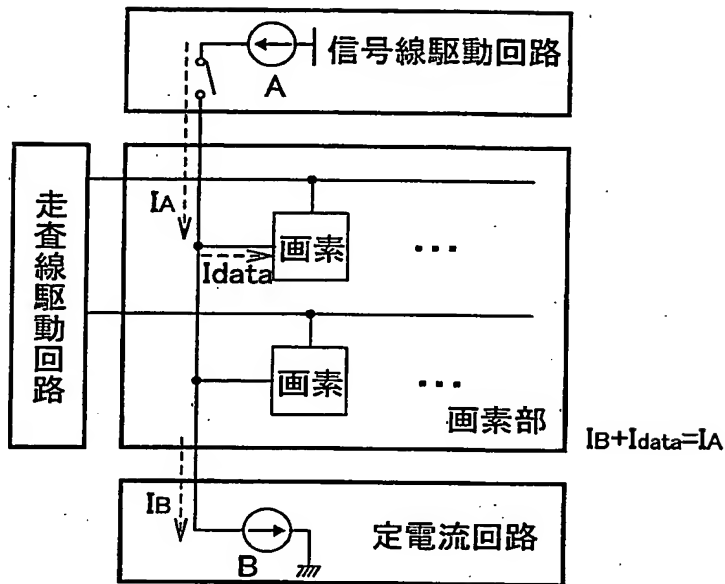 信号線駆動回路
A
走査線駆動回路
IA
Idata
画素
...
画素
...
画素部
IB+Idata=IA
IB
B
定電流回路